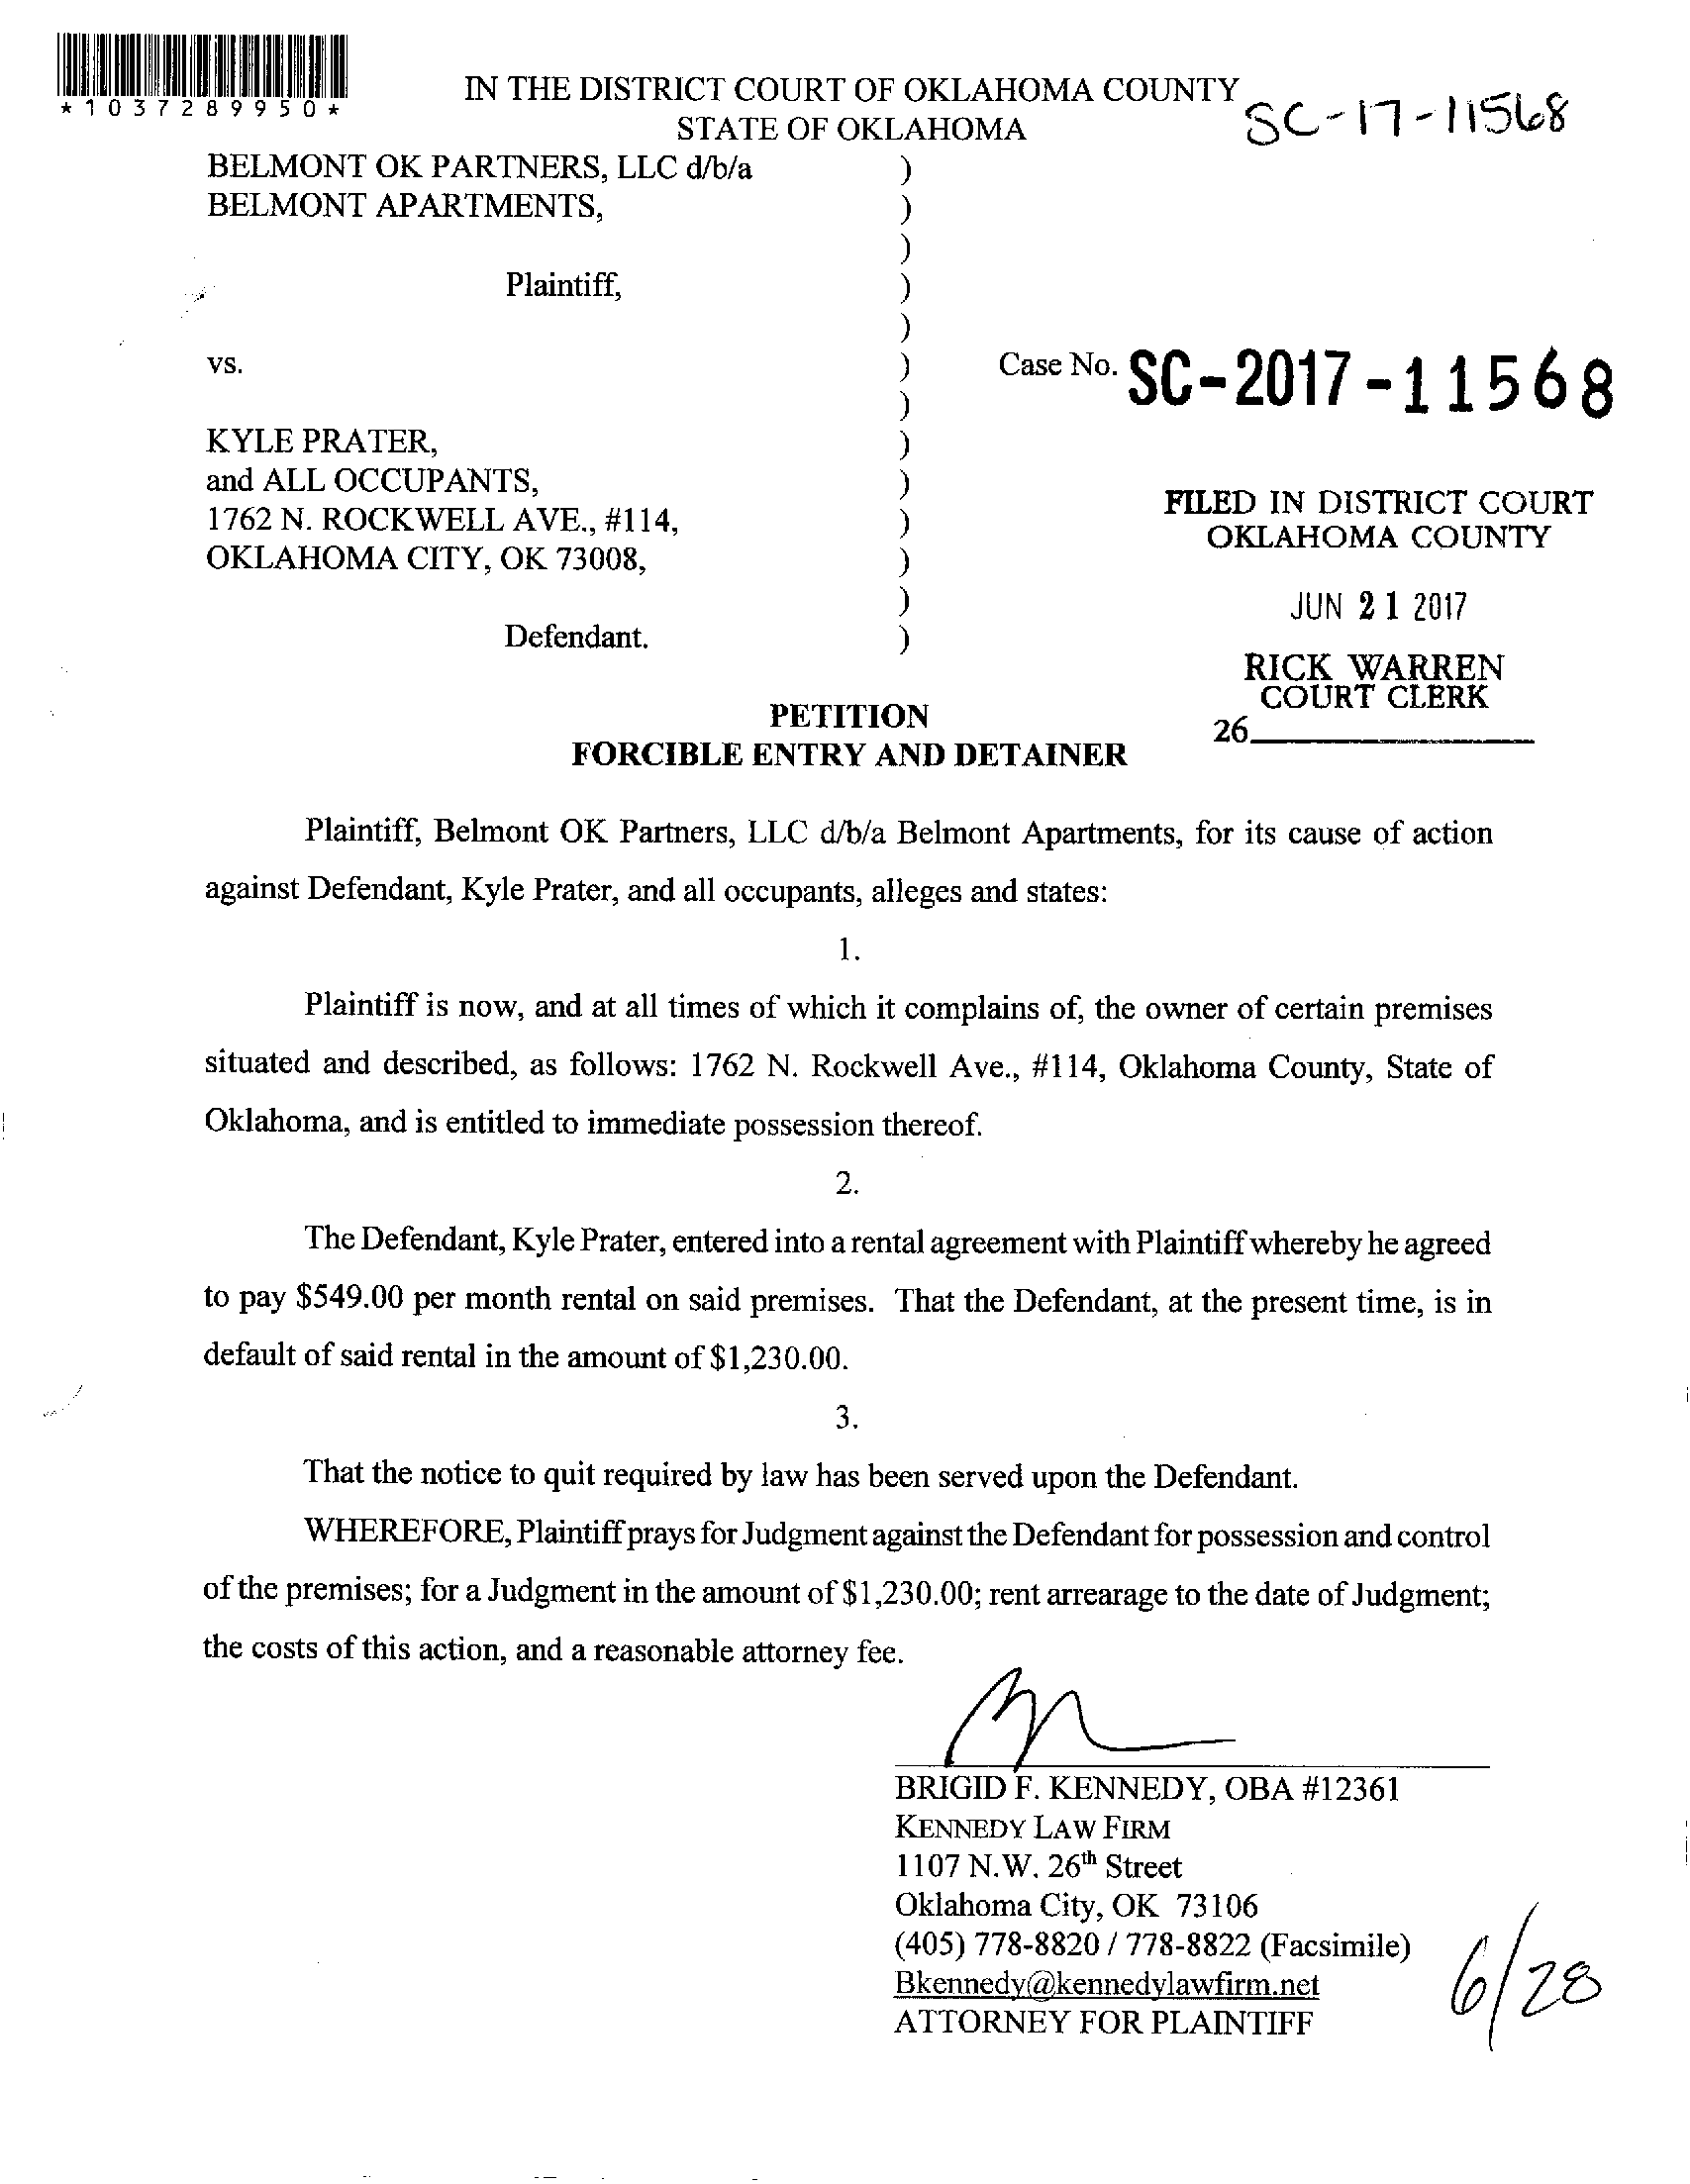 *1037289950*
IN THE DISTRICT COURT OF OKLAHOMA COUNTY
STATE OF OKLAHOMA
SC-17-11568
BELMONT OK PARTNERS, LLC d/b/a )
BELMONT APARTMENTS, )
)
Plaintiff, )
)
vs. ) Case No. SC-2017-11568
)
KYLE PRATER, )
and ALL OCCUPANTS, )
1762 N. ROCKWELL AVE., #114, )
OKLAHOMA CITY, OK 73008, )
)
Defendant. )
FILED IN DISTRICT COURT
OKLAHOMA COUNTY
JUN 21 2017
RICK WARREN
COURT CLERK
26
PETITION
FORCIBLE ENTRY AND DETAINER
Plaintiff, Belmont OK Partners, LLC d/b/a Belmont Apartments, for its cause of action
against Defendant, Kyle Prater, and all occupants, alleges and states:
1.
Plaintiff is now, and at all times of which it complains of, the owner of certain premises
situated and described, as follows: 1762 N. Rockwell Ave., #114, Oklahoma County, State of
Oklahoma, and is entitled to immediate possession thereof.
2.
The Defendant, Kyle Prater, entered into a rental agreement with Plaintiff whereby he agreed
to pay $549.00 per month rental on said premises. That the Defendant, at the present time, is in
default of said rental in the amount of $1,230.00.
3.
That the notice to quit required by law has been served upon the Defendant.
WHEREFORE, Plaintiff prays for Judgment against the Defendant for possession and control
of the premises; for a Judgment in the amount of $1,230.00; rent arrearage to the date of Judgment;
the costs of this action, and a reasonable attorney fee.
BRIGID F. KENNEDY, OBA #12361
KENNEDY LAW FIRM
1107 N.W. 26th Street
Oklahoma City, OK 73106
(405) 778-8820 / 778-8822 (Facsimile)
Bkennedy@kennedylawfirm.net
ATTORNEY FOR PLAINTIFF
6/28